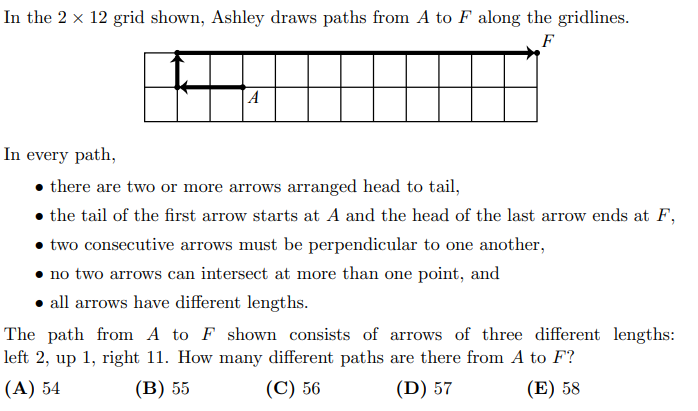 In the 2 × 12 grid shown, Ashley draws paths from A to F along the gridlines.
F
A
In every path,
• there are two or more arrows arranged head to tail,
• the tail of the first arrow starts at A and the head of the last arrow ends at F,
• two consecutive arrows must be perpendicular to one another,
• no two arrows can intersect at more than one point, and
• all arrows have different lengths.
The path from A to F shown consists of arrows of three different lengths:
left 2, up 1, right 11. How many different paths are there from A to F?
(A) 54 (B) 55 (C) 56 (D) 57 (E) 58